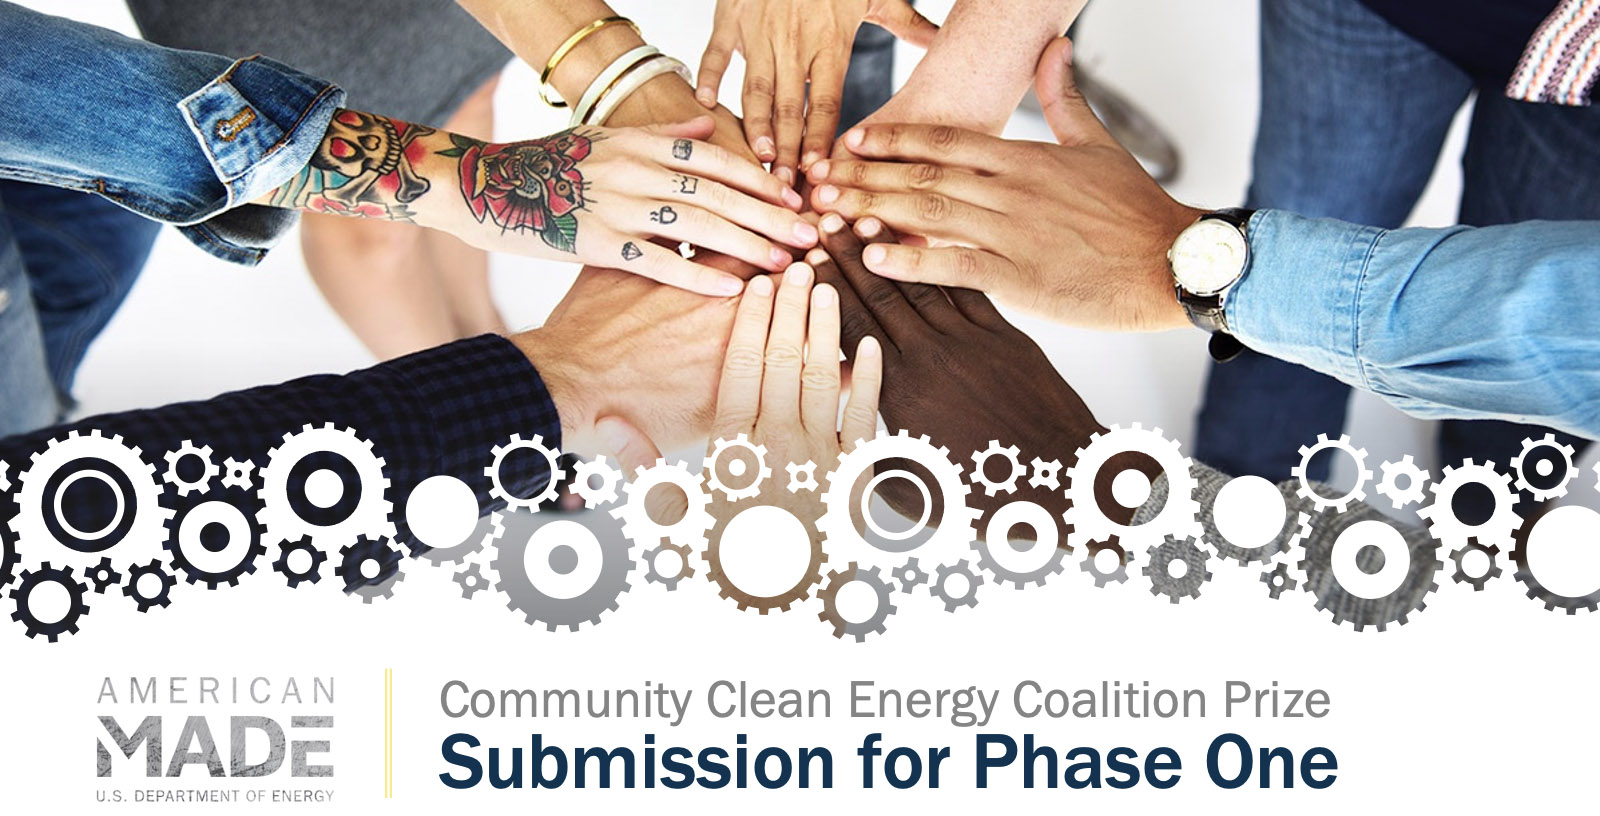 AMERICAN
MADE
U.S. DEPARTMENT OF ENERGY
Community Clean Energy Coalition Prize
Submission for Phase One